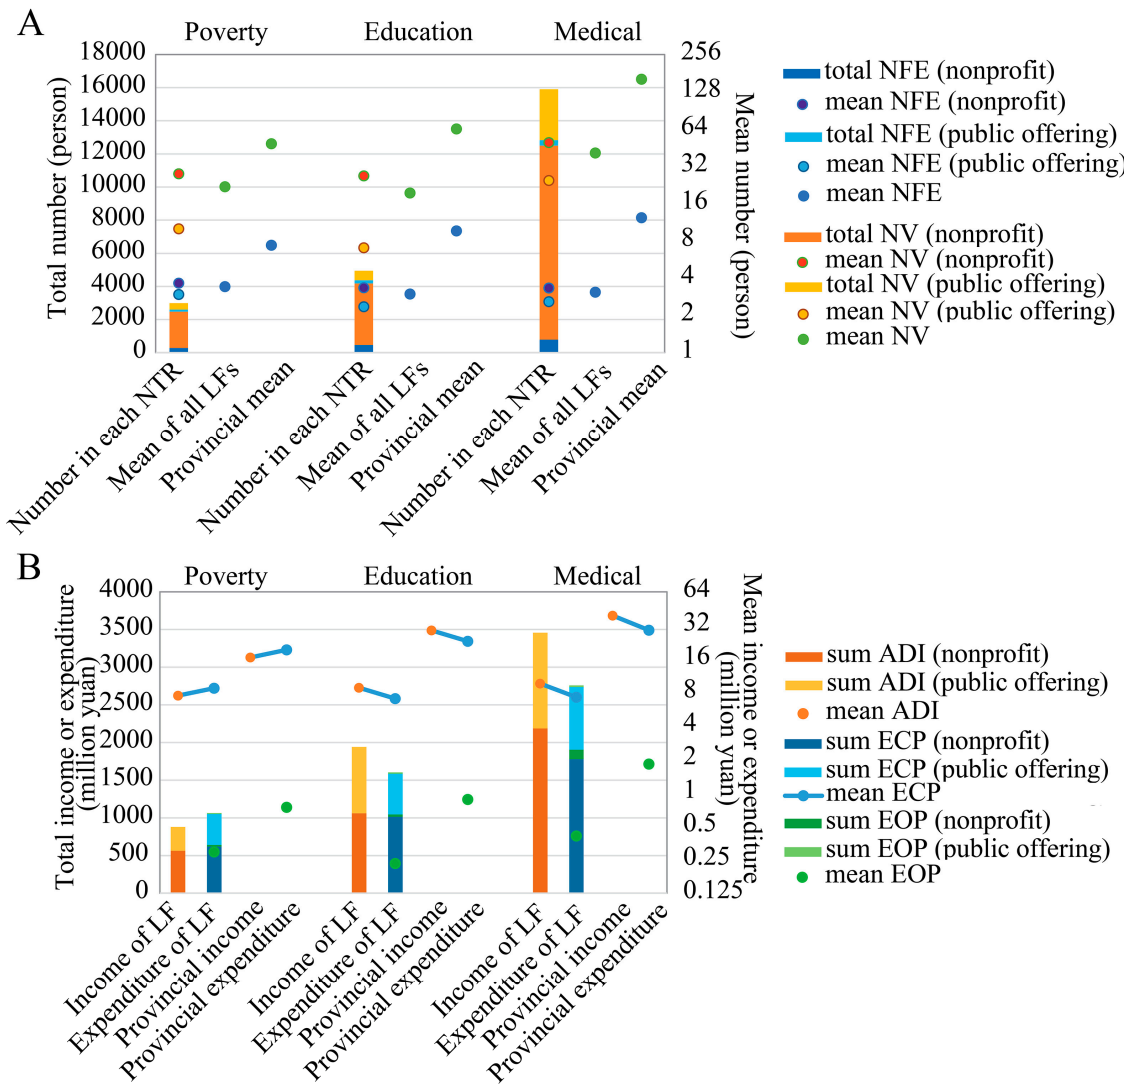 A
Poverty
Education
Medical
Total number (person)
18000
16000
14000
12000
10000
8000
6000
4000
2000
0
256
128
64
32
16
8
4
2
1
Mean number (person)
Number in each NTR
Mean of all LFs
Provincial mean
Number in each NTR
Mean of all LFs
Provincial mean
Number in each NTR
Mean of all LFs
Provincial mean
total NFE (nonprofit)
mean NFE (nonprofit)
total NFE (public offering)
mean NFE (public offering)
mean NFE
total NV (nonprofit)
mean NV (nonprofit)
total NV (public offering)
mean NV (public offering)
mean NV
B
Poverty
Education
Medical
Total income or expenditure
(million yuan)
4000
3500
3000
2500
2000
1500
1000
500
0
64
32
16
8
4
2
1
0.5
0.25
0.125
Mean income or expenditure
(million yuan)
Income of LF
Expenditure of LF
Provincial income
Provincial expenditure
Income of LF
Expenditure of LF
Provincial income
Provincial expenditure
Income of LF
Expenditure of LF
Provincial income
Provincial expenditure
sum ADI (nonprofit)
sum ADI (public offering)
mean ADI
sum ECP (nonprofit)
sum ECP (public offering)
mean ECP
sum EOP (nonprofit)
sum EOP (public offering)
mean EOP